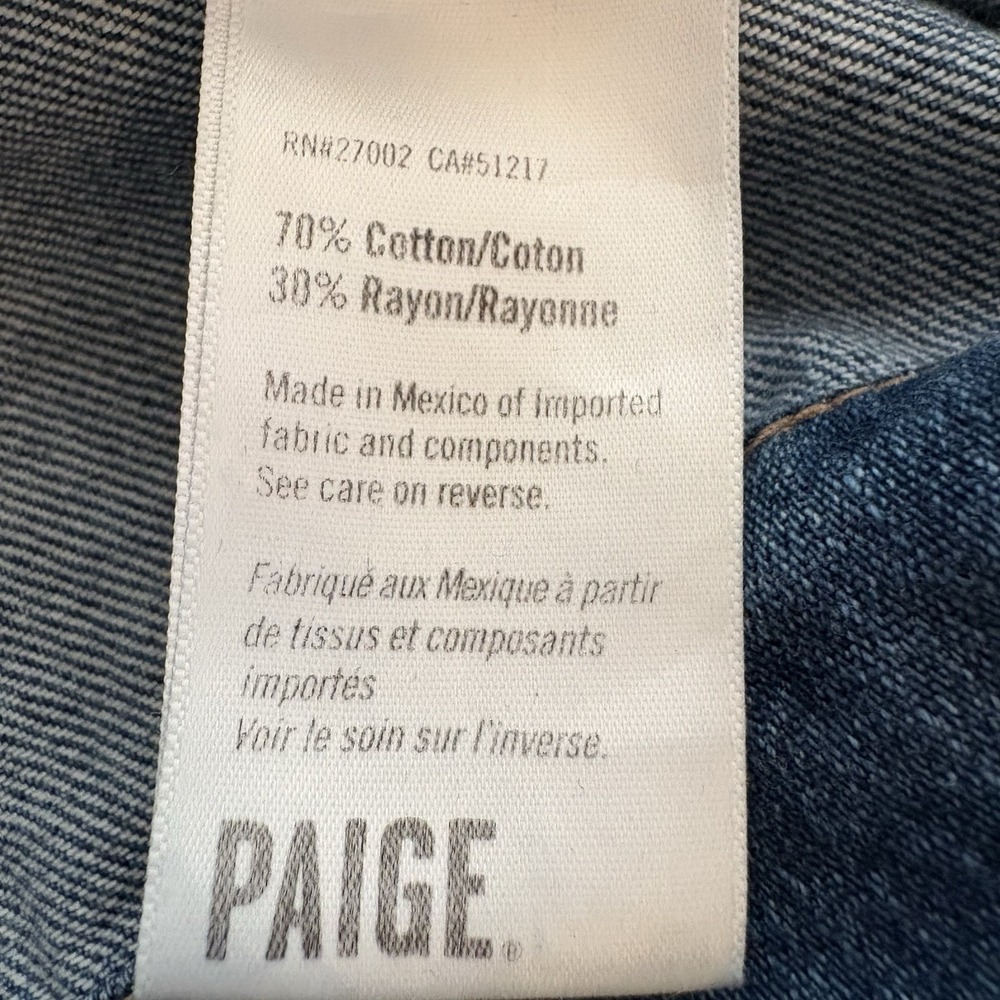 RN#27002 CA#51217
70% Cotton/Coton
30% Rayon/Rayonne
Made in Mexico of imported
fabric and components.
See care on reverse.
Fabriqué aux Mexique à partir
de tissus et composants
importés
Voir le soin sur l'inverse.
PAIGE®